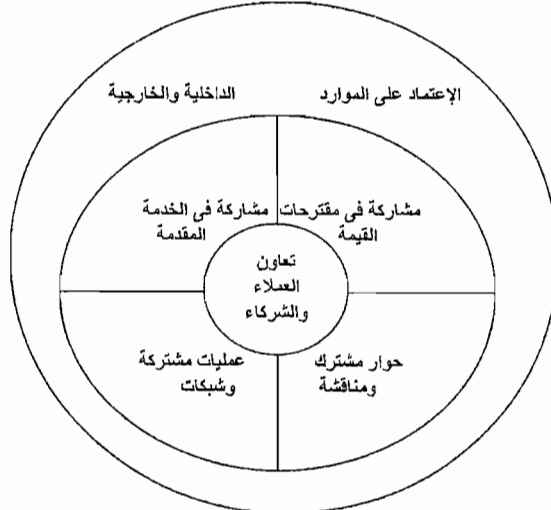 الإعتماد على الموارد الداخلية والخارجية
مشاركة فى مقترحات
القيمة
مشاركة فى الخدمة
المقدمة
تعاون
العملاء
والشركاء
حوار مشترك
ومناقشة
عمليات مشتركة
وشبكات